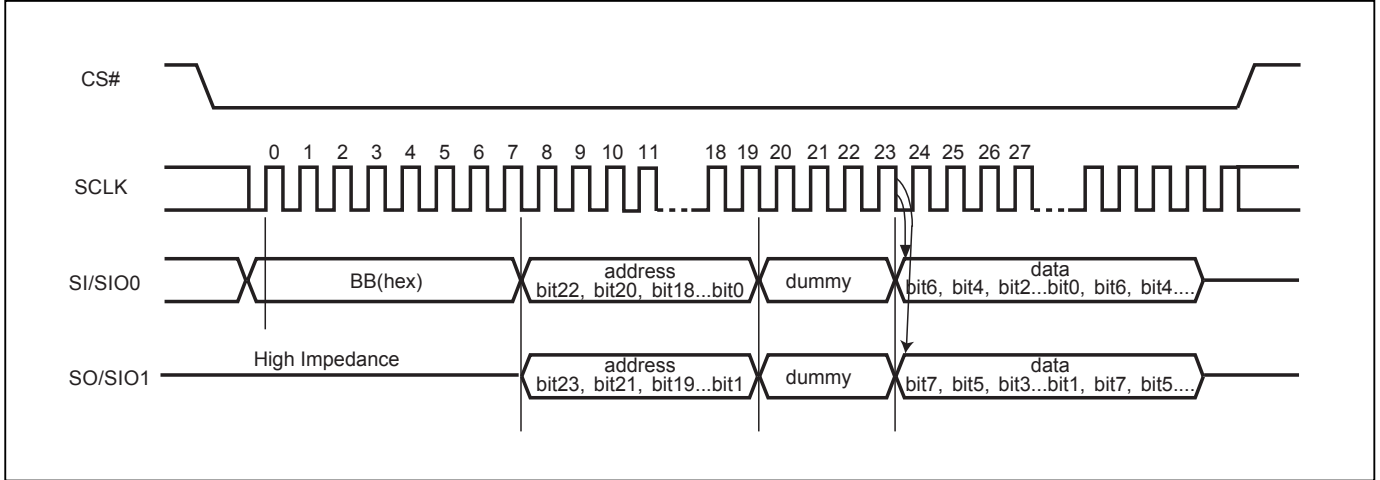 CS#
0 1 2 3 4 5 6 7 8 9 10 11 18 19 20 21 22 23 24 25 26 27
SCLK
SI/SIO0
BB(hex)
address
bit22, bit20, bit18...bit0
dummy
data
bit6, bit4, bit2...bit0, bit6, bit4....
High Impedance
SO/SIO1
address
bit23, bit21, bit19...bit1
dummy
data
bit7, bit5, bit3...bit1, bit7, bit5....